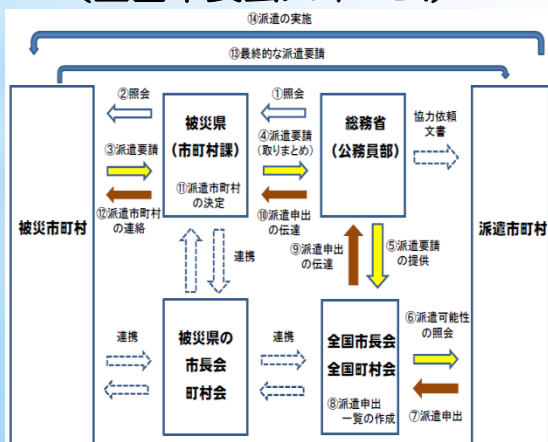 ⑭派遣の実施
⑬最終的な派遣要請
②照会
①照会
被災県
(市町村課)
総務省
(公務員部)
協力依頼
文書
③派遣要請
④派遣要請
(取りまとめ)
⑪派遣市町村
の決定
⑫派遣市町村
の連絡
⑩派遣申出
の伝達
被災市町村
派遣市町村
連携
⑨派遣申出
の伝達
⑤派遣要請
の提供
連携
被災県の
市長会
町村会
連携
全国市長会
全国町村会
⑧派遣申出
一覧の作成
⑥派遣可能性
の照会
⑦派遣申出